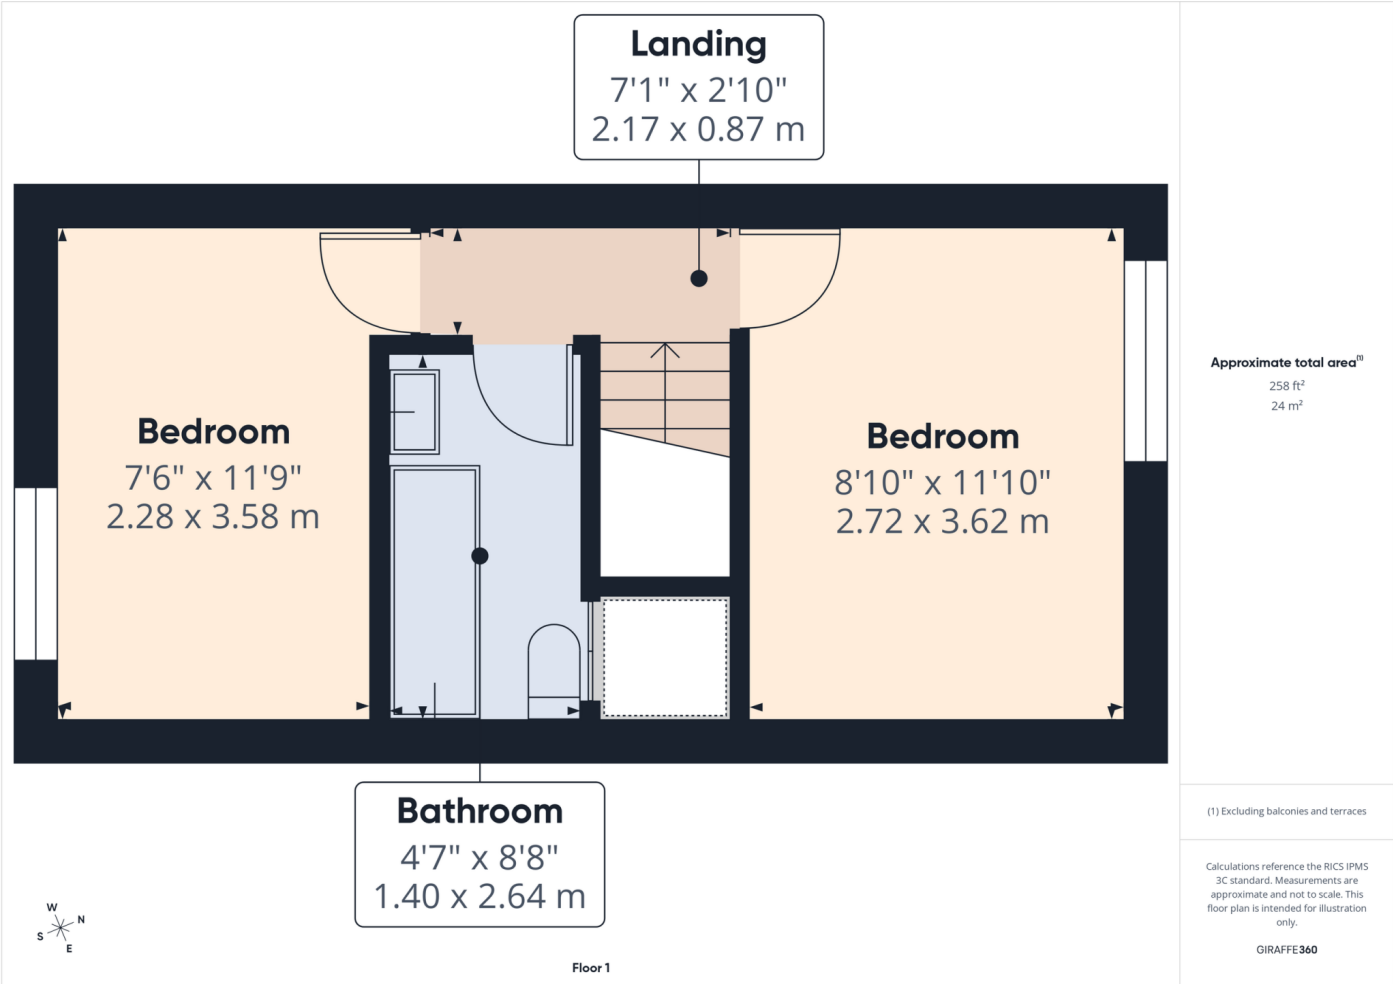 Landing
7'1" x 2'10"
2.17 x 0.87 m
Bedroom
7'6" x 11'9"
2.28 x 3.58 m
Bedroom
8'10" x 11'10"
2.72 x 3.62 m
Bathroom
4'7" x 8'8"
1.40 x 2.64 m
W
N
S
E
Floor 1
Approximate total area(1)
258 ft²
24 m²
(1) Excluding balconies and terraces
Calculations reference the RICS IPMS
3C standard. Measurements are
approximate and not to scale. This
floor plan is intended for illustration
only.
GIRAFFE360